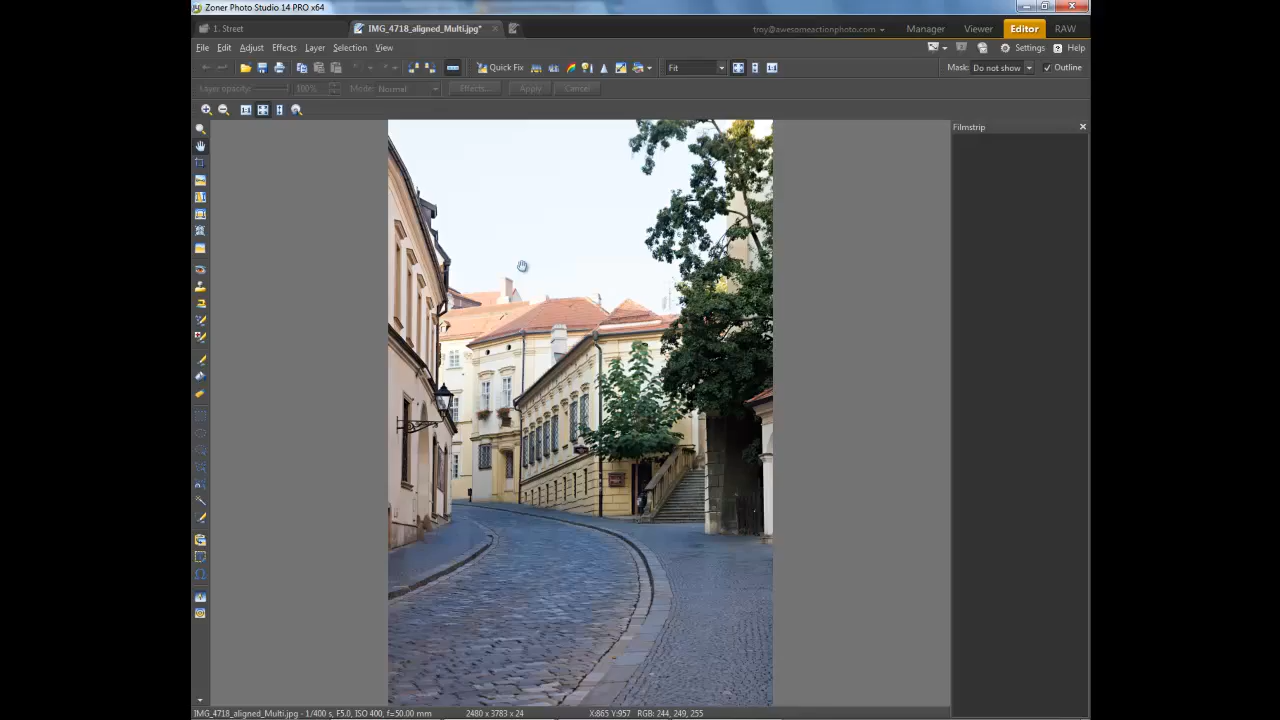 Zoner Photo Studio 14 PRO x64
1. Street
IMG_4718_aligned_Multi.jpg*
troy@awesomeactionphoto.com
Manager
Viewer
Editor
RAW
File Edit Adjust Effects Layer Selection View
Settings
Help
Quick Fix
Fit
Mask: Do not show
Outline
Layer opacity: 100% Mode: Normal Effects... Apply Cancel
Filmstrip
IMG_4718_aligned_Multi.jpg - 1/400 s, F5.0, ISO 400, f=50.00 mm
2480 x 3783 x 24
X:865 Y:957
RGB: 244, 249, 255